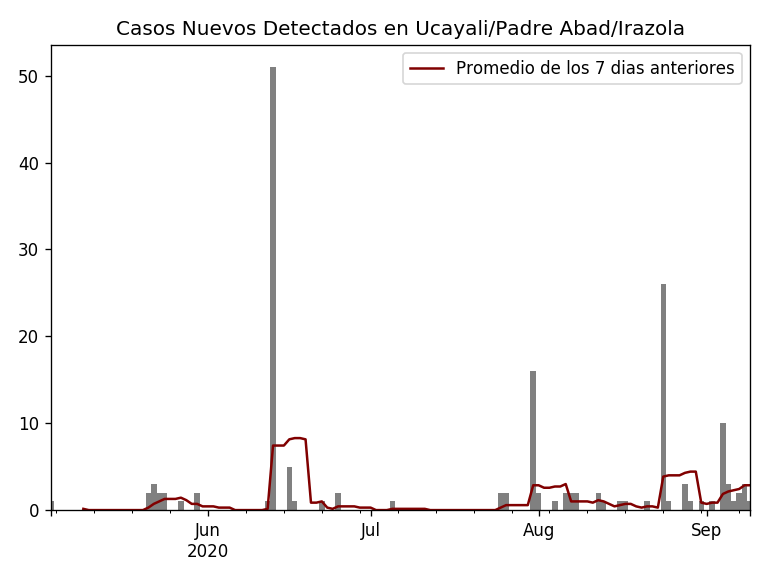 Casos Nuevos Detectados en Ucayali/Padre Abad/Irazola
Promedio de los 7 dias anteriores
50
40
30
20
10
0
Jun
2020
Jul
Aug
Sep